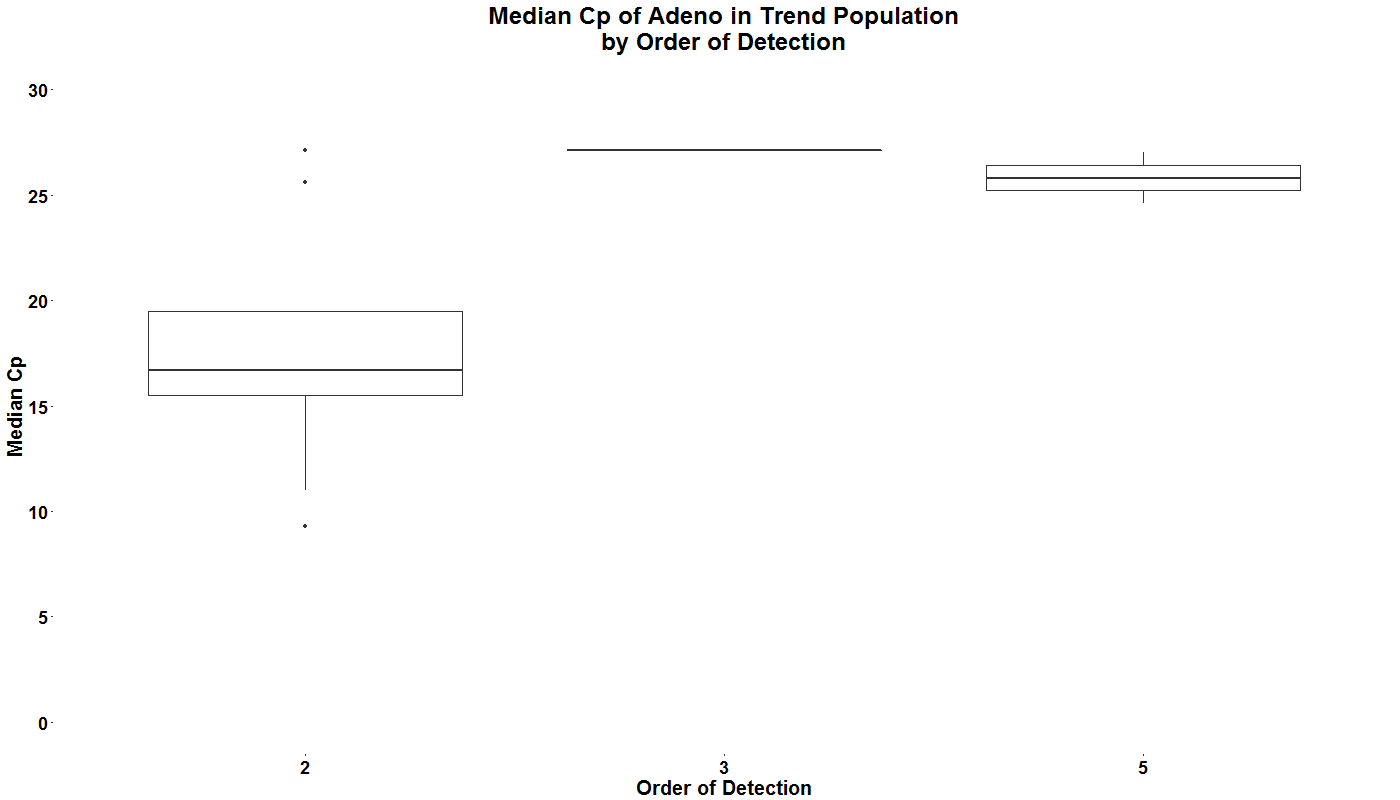 Median Cp of Adeno in Trend Population
by Order of Detection
30
25
20
15
10
5
0
Median Cp
2
3
5
Order of Detection